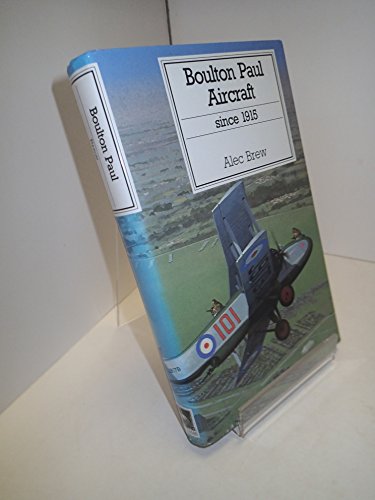 Boulton Paul
Aircraft
since 1915
Alec Brew
Boulton Paul
101